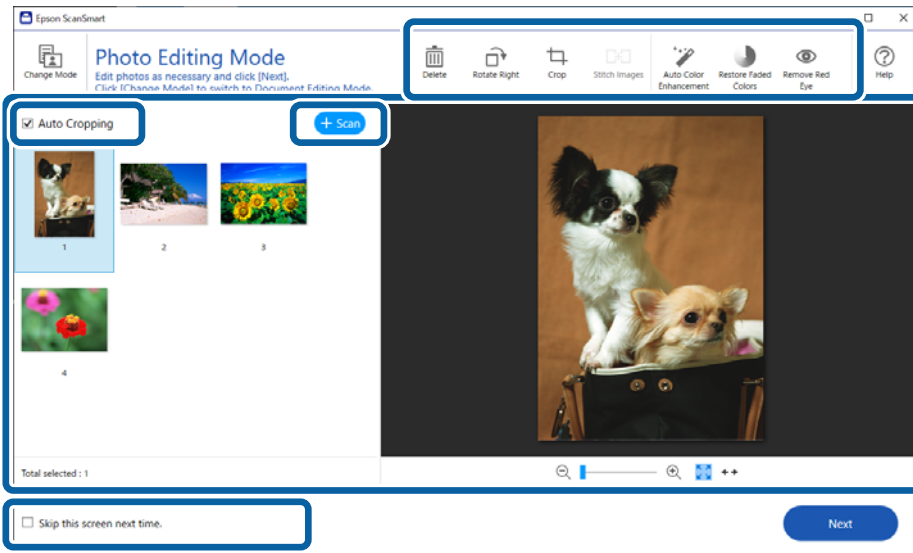 Epson ScanSmart
Change Mode
Photo Editing Mode
Edit photos as necessary and click [Next].
Click [Change Mode] to switch to Document Editing Mode.
Delete
Rotate Right
Crop
Stitch Images
Auto Color
Enhancement
Restore Faded
Colors
Remove Red
Eye
Help
Auto Cropping
+ Scan
1
2
3
4
Total selected : 1
Skip this screen next time.
Next